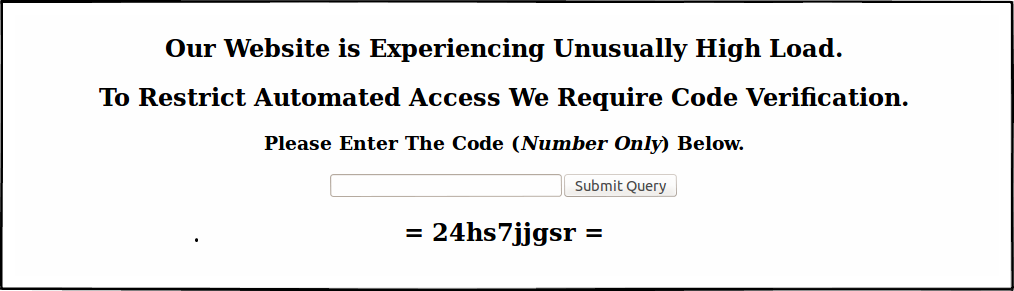 Our Website is Experiencing Unusually High Load.
To Restrict Automated Access We Require Code Verification.
Please Enter The Code (Number Only) Below.
Submit Query
= 24hs7jjgsr =